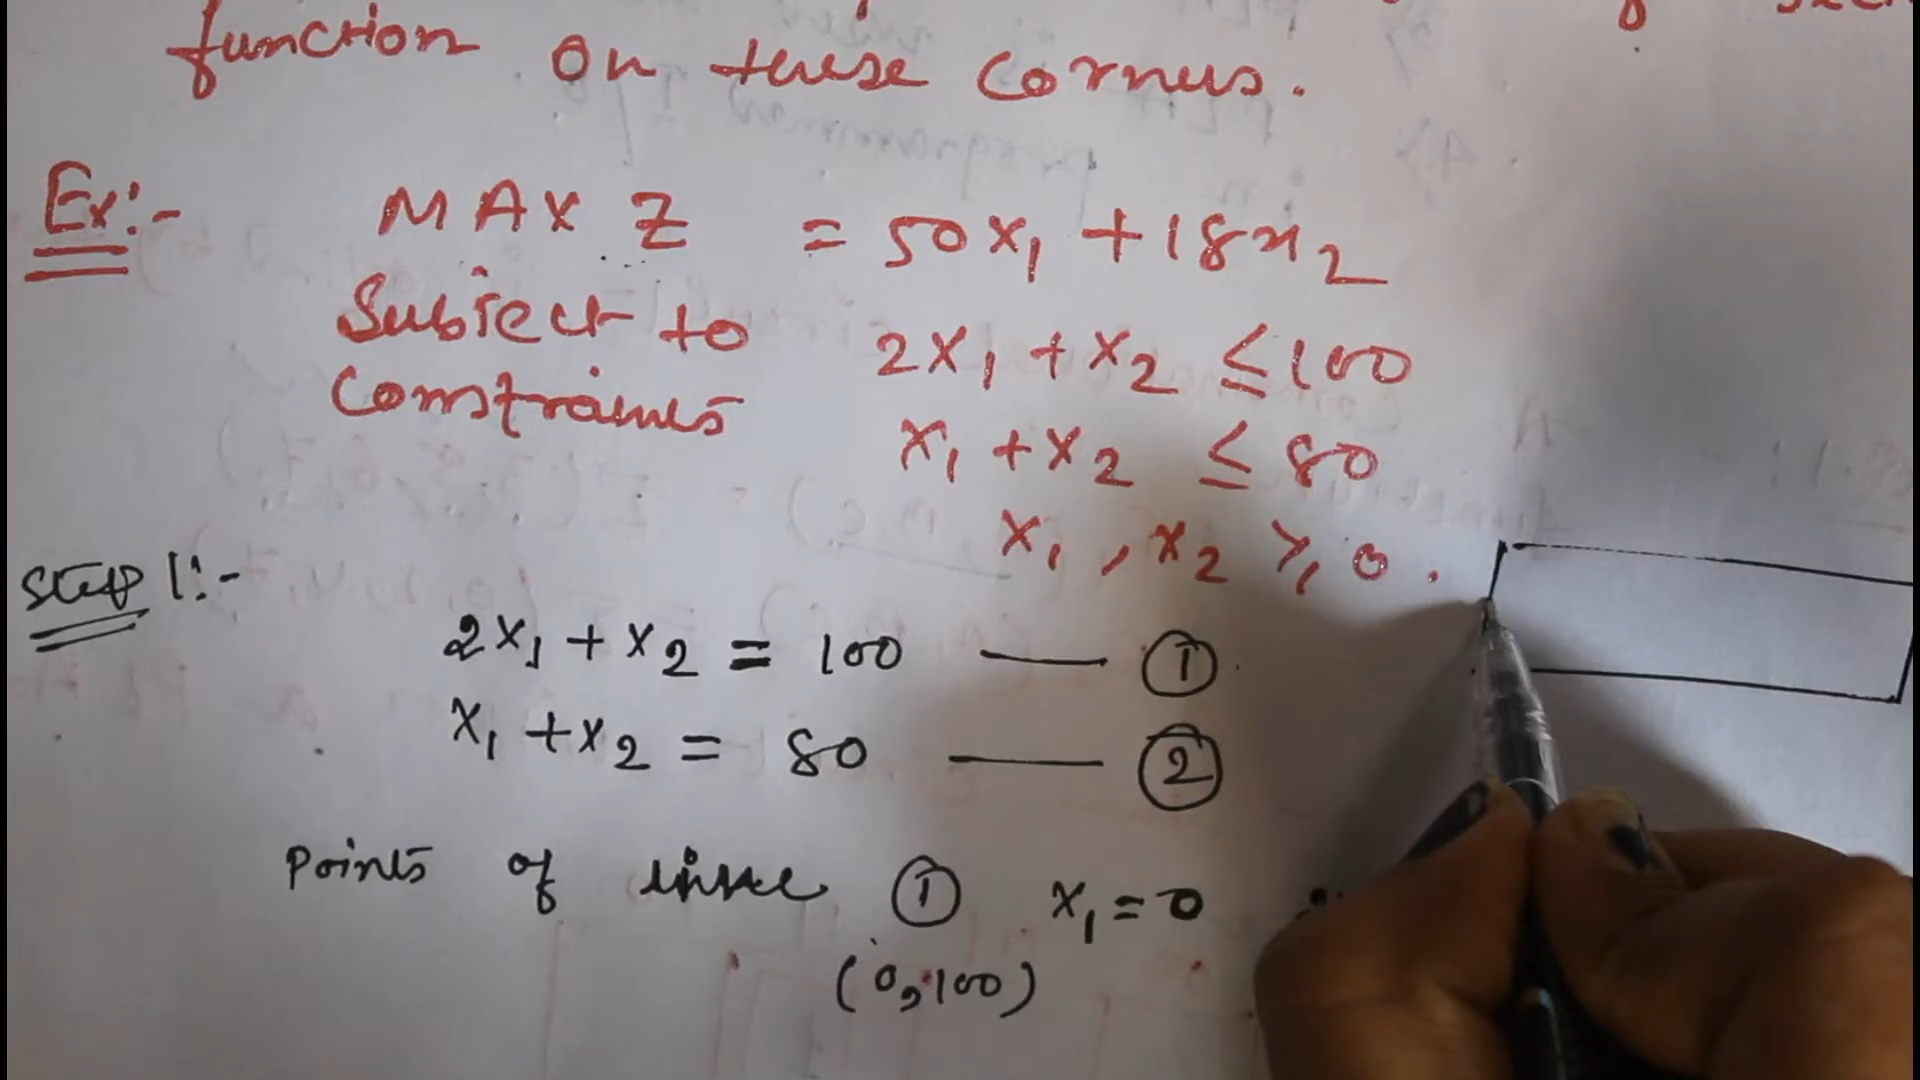 function on these corners.
Ex:- MAX Z = 50x₁ + 18x₂
Subject to 2x₁ + x₂ ≤ 100
Constraints x₁ + x₂ ≤ 80
x₁, x₂ ≥ 0.
Step 1:-
2x₁ + x₂ = 100 —— ①
x₁ + x₂ = 80 —— ②
Points of line ① x₁ = 0
(0, 100)